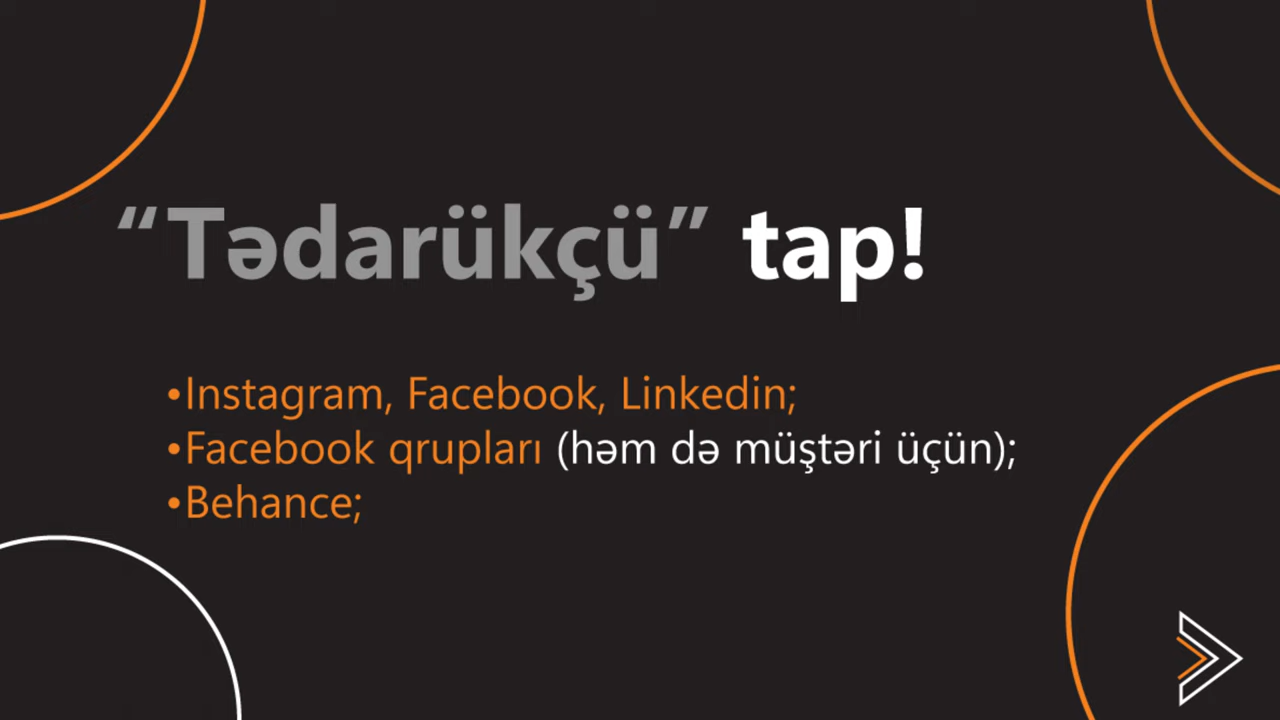 “Tədarükçü” tap!
•Instagram, Facebook, Linkedin;
•Facebook qrupları (həm də müştəri üçün);
•Behance;